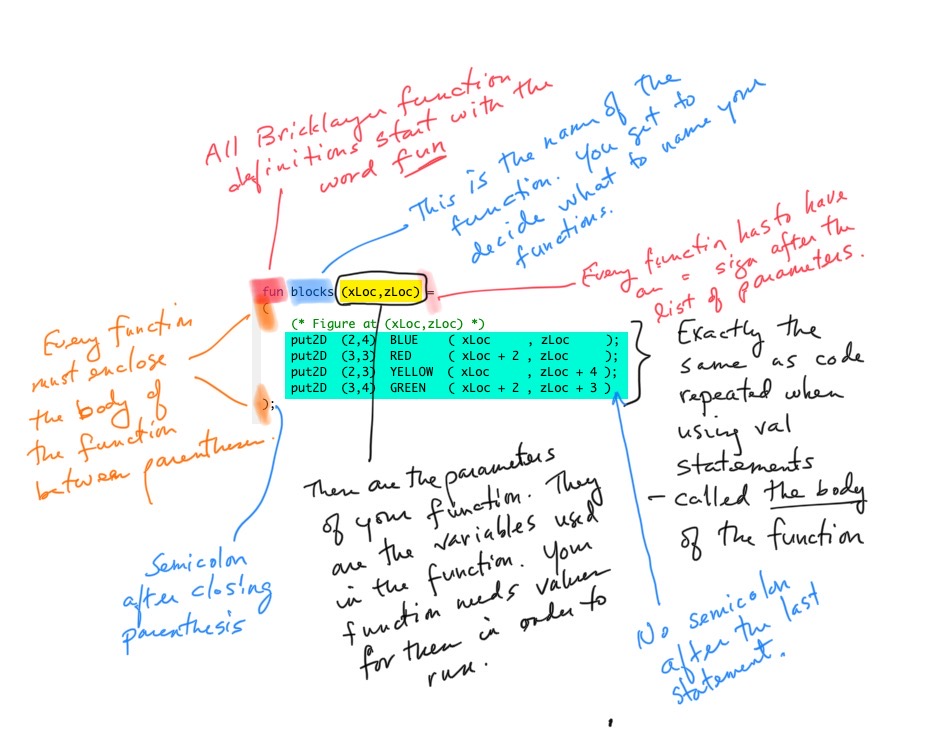 All Bricklayer function
definitions start with the
word fun
This is the name of the
function. You get to
decide what to name your
functions.
Every function has to have
an = sign after the
list of parameters.
fun blocks (xLoc,zLoc) =
(
(* Figure at (xLoc,zLoc) *)
put2D (2,4) BLUE ( xLoc , zLoc );
put2D (3,3) RED ( xLoc + 2 , zLoc );
put2D (2,3) YELLOW ( xLoc , zLoc + 4 );
put2D (3,4) GREEN ( xLoc + 2 , zLoc + 3 )
);
Every function
must enclose
the body of
the function
between parentheses.
Exactly the
same as code
repeated when
using val
statements
- called the body
of the function
These are the parameters
of your function. They
are the variables used
in the function. Your
function needs values
for them in order to
run.
Semicolon
after closing
parenthesis
No semicolon
after the last
statement.